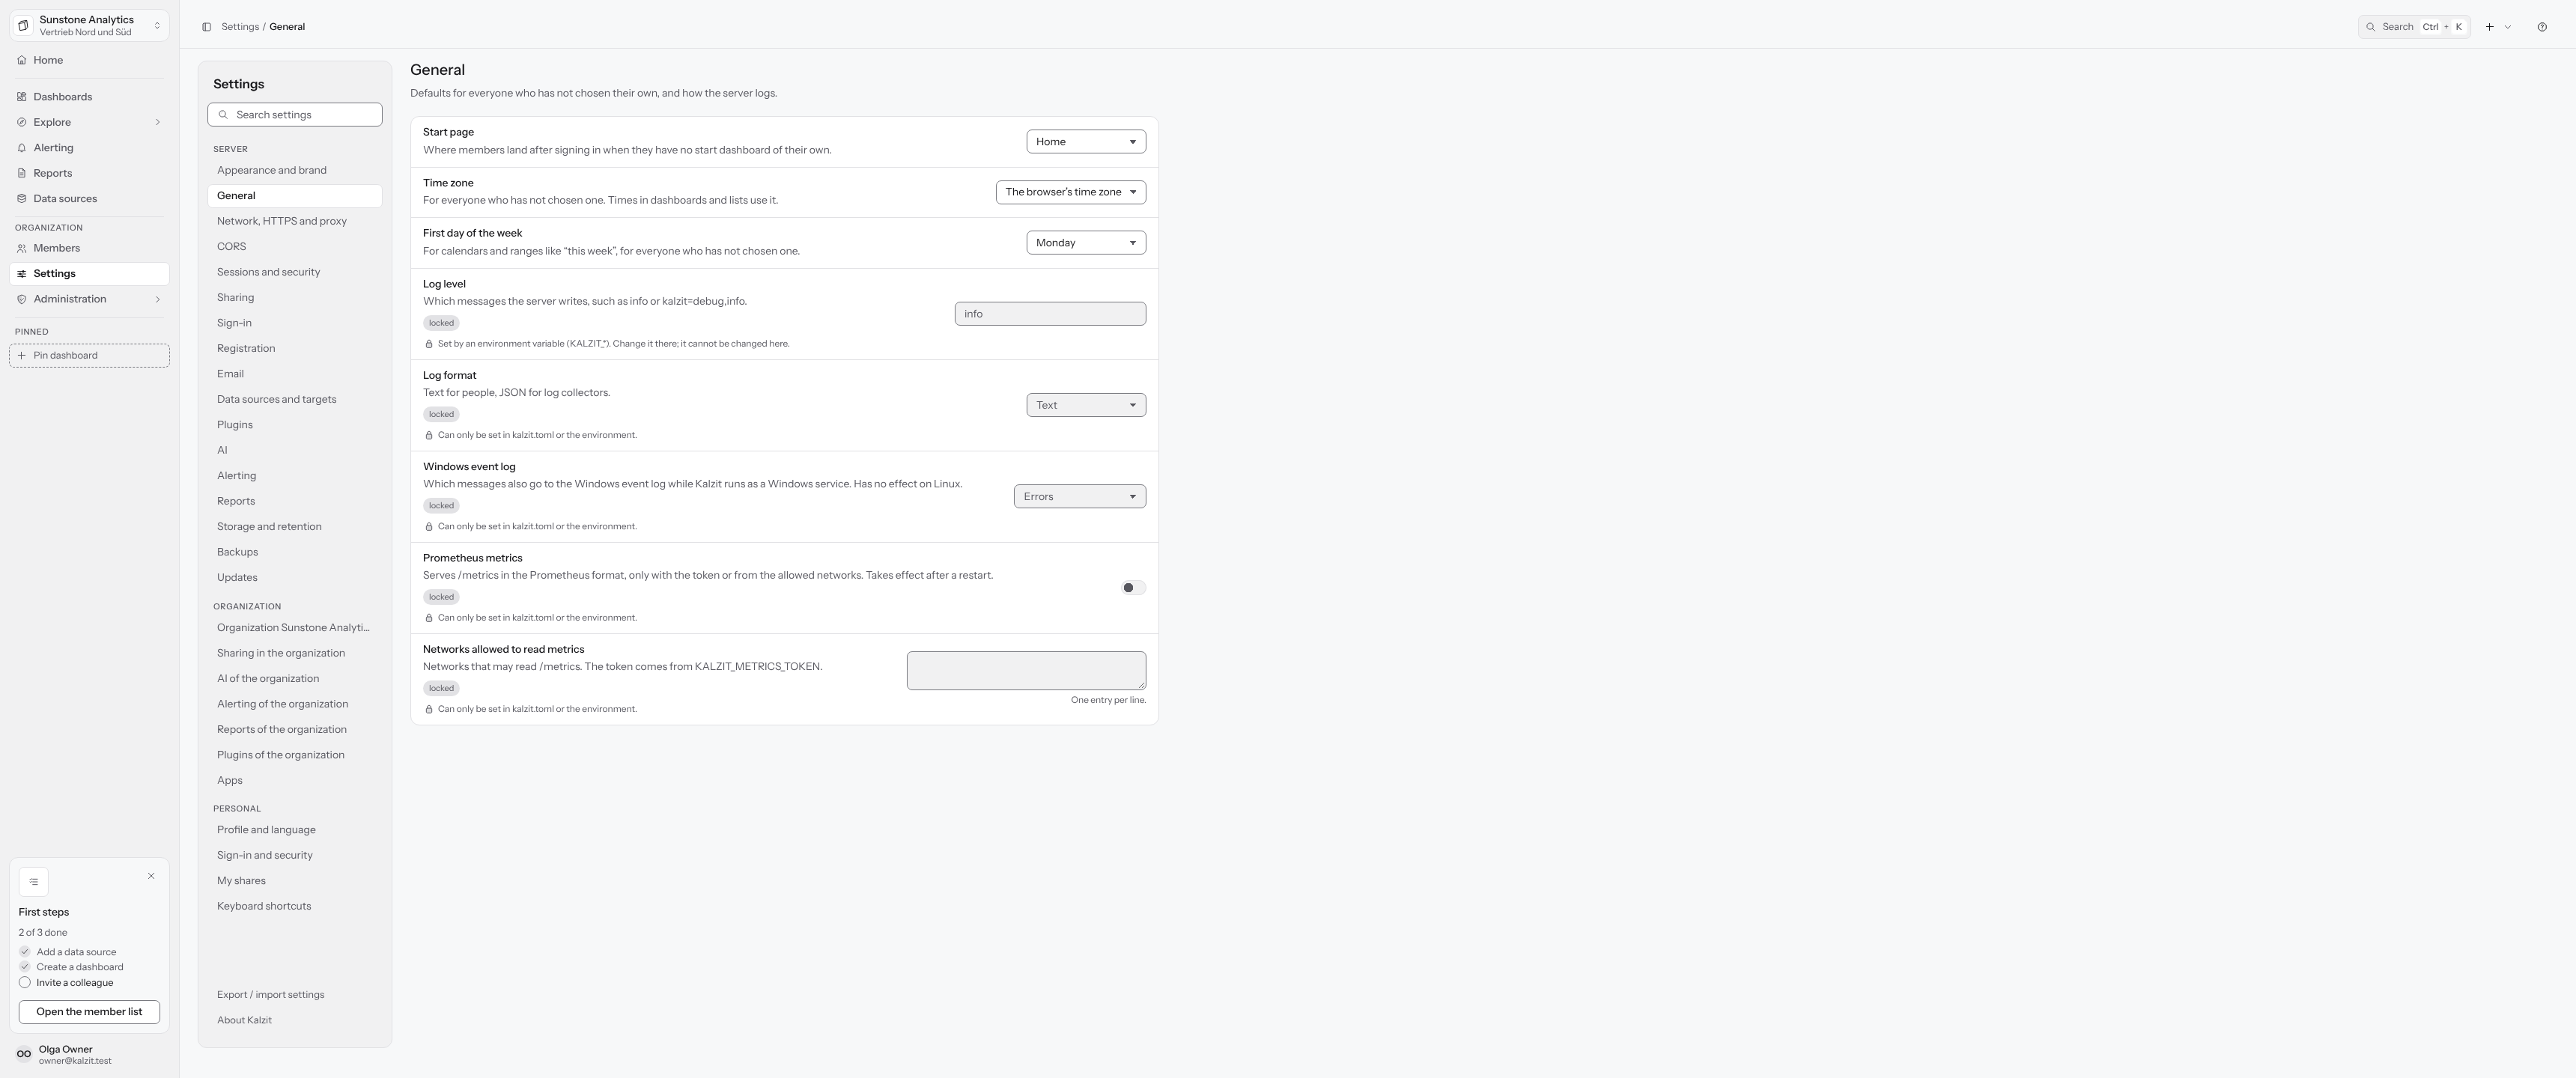 Sunstone Analytics
Vertrieb Nord und Süd
Home
Dashboards
Explore
Alerting
Reports
Data sources
ORGANIZATION
Members
Settings
Administration
PINNED
Pin dashboard
First steps
2 of 3 done
Add a data source
Create a dashboard
Invite a colleague
Open the member list
OO
Olga Owner
owner@kalzit.test
Settings / General
Search Ctrl + K
Settings
Search settings
SERVER
Appearance and brand
General
Network, HTTPS and proxy
CORS
Sessions and security
Sharing
Sign-in
Registration
Email
Data sources and targets
Plugins
AI
Alerting
Reports
Storage and retention
Backups
Updates
ORGANIZATION
Organization Sunstone Analyti...
Sharing in the organization
AI of the organization
Alerting of the organization
Reports of the organization
Plugins of the organization
Apps
PERSONAL
Profile and language
Sign-in and security
My shares
Keyboard shortcuts
Export / import settings
About Kalzit
General
Defaults for everyone who has not chosen their own, and how the server logs.
Start page
Where members land after signing in when they have no start dashboard of their own.
Home
Time zone
For everyone who has not chosen one. Times in dashboards and lists use it.
The browser's time zone
First day of the week
For calendars and ranges like “this week”, for everyone who has not chosen one.
Monday
Log level
Which messages the server writes, such as info or kalzit=debug,info.
locked
Set by an environment variable (KALZIT_*). Change it there; it cannot be changed here.
info
Log format
Text for people, JSON for log collectors.
locked
Can only be set in kalzit.toml or the environment.
Text
Windows event log
Which messages also go to the Windows event log while Kalzit runs as a Windows service. Has no effect on Linux.
locked
Can only be set in kalzit.toml or the environment.
Errors
Prometheus metrics
Serves /metrics in the Prometheus format, only with the token or from the allowed networks. Takes effect after a restart.
locked
Can only be set in kalzit.toml or the environment.
Networks allowed to read metrics
Networks that may read /metrics. The token comes from KALZIT_METRICS_TOKEN.
locked
Can only be set in kalzit.toml or the environment.
One entry per line.